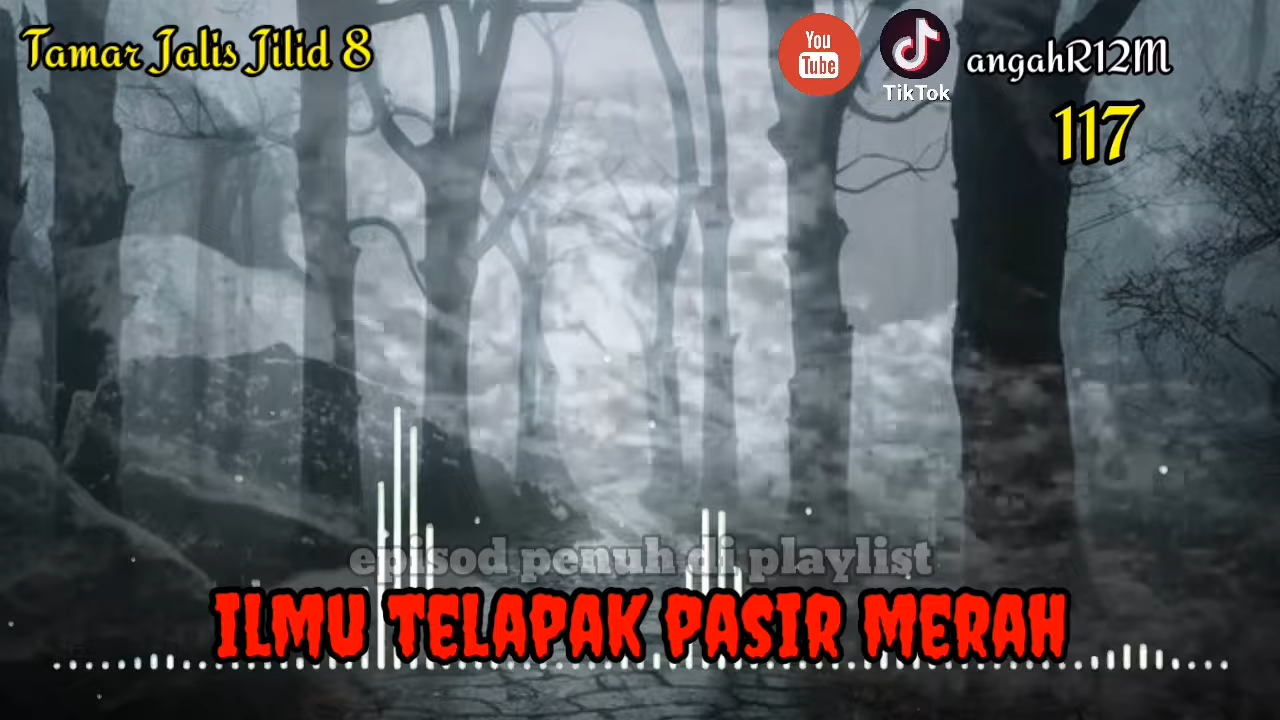 Tamar Jalis Jilid 8
You
Tube
TikTok
angahR12M
117
episod penuh di playlist
ILMU TELAPAK PASIR MERAH